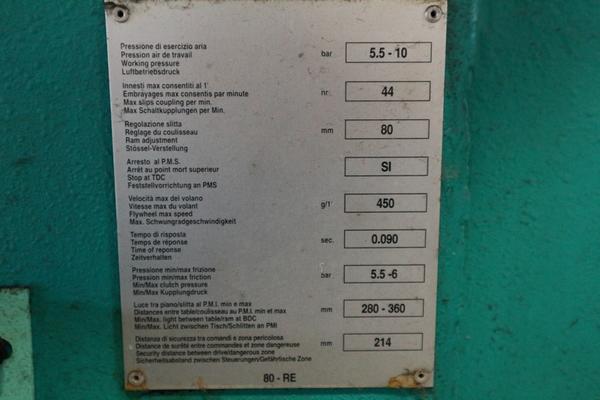 Pressione di esercizio aria
Pression air de travail
Working pressure
Luftbetriebsdruck
bar 5.5 - 10
Innesti max consentiti al 1'
Embrayages max consentis par minute
Max slips coupling per min.
Max Schaltkupplungen per Min.
nr. 44
Regolazione slitta
Réglage du coulisseau
Ram adjustment
Stössel-Verstellung
mm 80
Arresto al P.M.S.
Arrêt au point mort superieur
Stop at TDC
Feststellvorrichtung an PMS
SI
Velocità max del volano
Vitesse max du volant
Flywheel max speed
Max. Schwungradgeschwindigkeit
g/1' 450
Tempo di risposta
Temps de réponse
Time of reponse
Zeitverhalten
sec. 0.090
Pressione min/max frizione
Pression min/max friction
Min/Max clutch pressure
Min/Max Kupplungdruck
bar 5.5 -6
Luce tra piano/slitta al P.M.I. min e max
Distances entre table/coulisseau au P.M.I. min et max
Min/Max. light between table/ram at BDC
Min/Max. Licht zwischen Tisch/Schlitten an PMI
mm 280 - 360
Distanza di sicurezza tra comandi e zona pericolosa
Distance de surêté entre commandes et zone dangereuse
Security distance between drive/dangerous zone
Sicherheitsabstand zwischen Steuerungen/Gefährtische Zone
mm 214
80 - RE